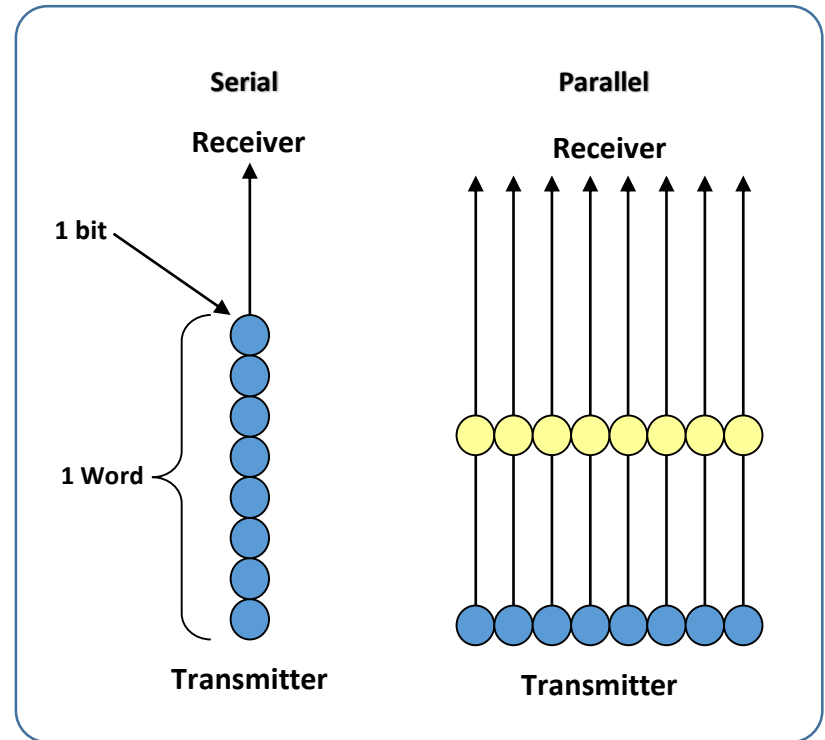 Serial
Parallel
Receiver
Receiver
1 bit
1 Word
Transmitter
Transmitter